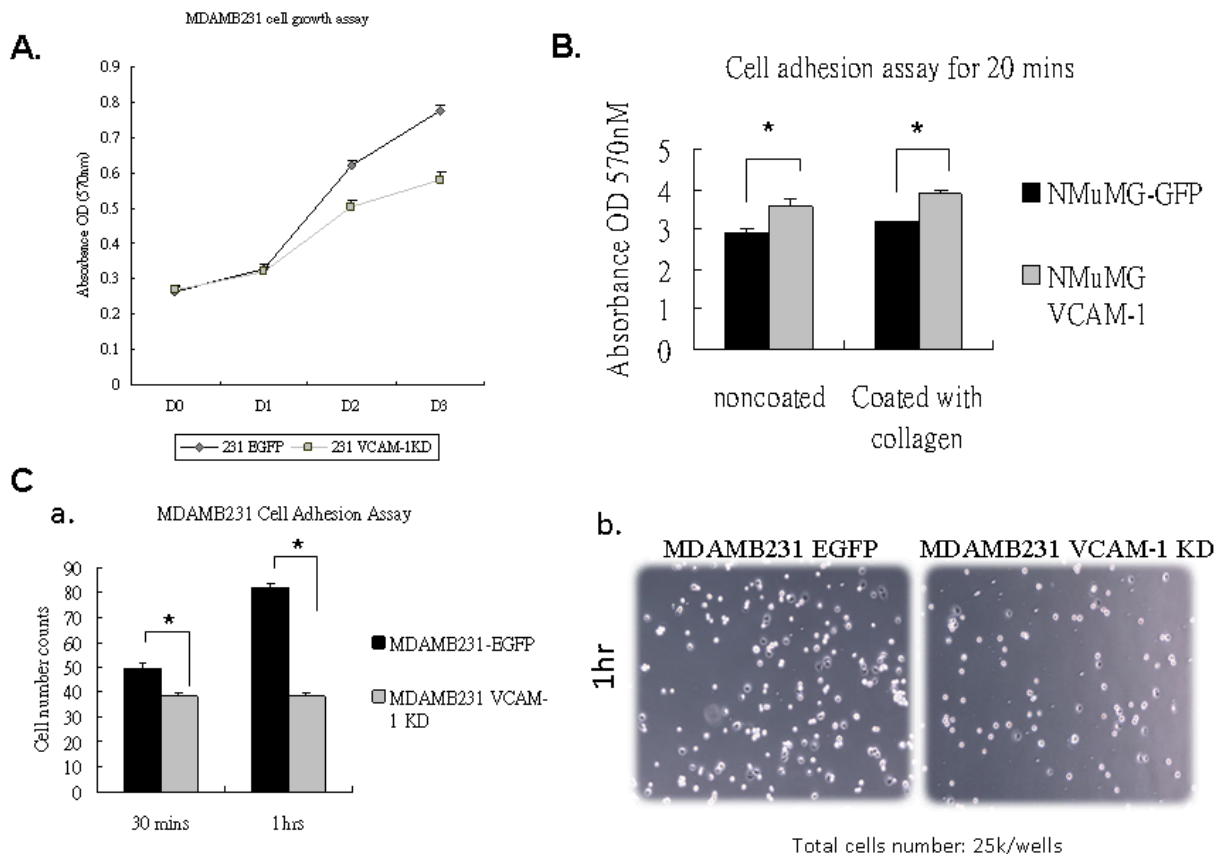 MDAMB231 cell growth assay
A.
Absorbance OD (570nm)
0.9
0.8
0.7
0.6
0.5
0.4
0.3
0.2
0.1
0
D0 D1 D2 D3
231 EGFP 231 VCAM-1KD
B.
Cell adhesion assay for 20 mins
Absorbance OD 570nM
* *
5
4
3
2
1
0
noncoated
Coated with
collagen
NMuMG-GFP
NMuMG
VCAM-1
C
a.
MDAMB231 Cell Adhesion Assay
Cell number counts
* *
90
80
70
60
50
40
30
20
10
0
30 mins 1hrs
MDAMB231-EGFP
MDAMB231 VCAM-
1 KD
b.
MDAMB231 EGFP MDAMB231 VCAM-1 KD
1hr
Total cells number: 25k/wells